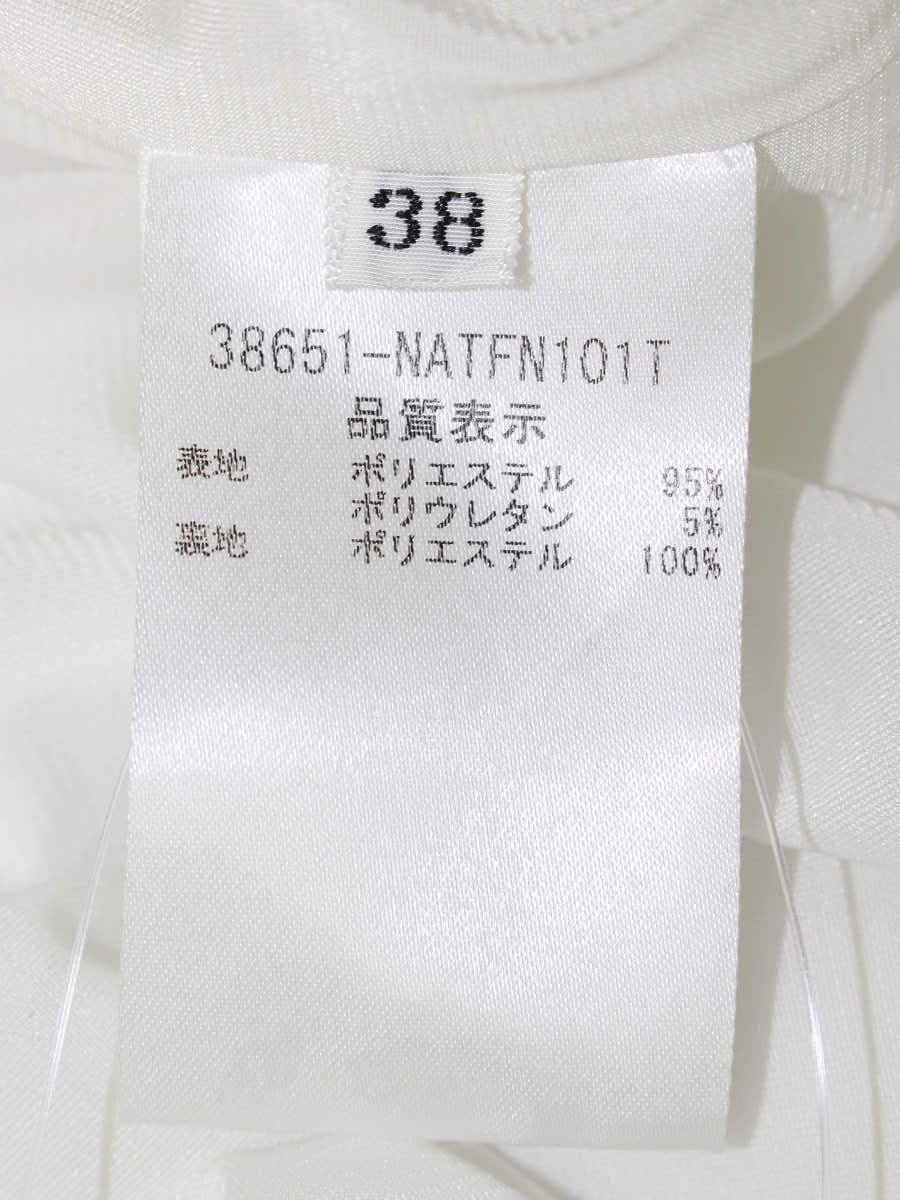 38
38651-NATFN101T
品質表示
表地 ポリエステル 95%
ポリウレタン 5%
裏地 ポリエステル 100%